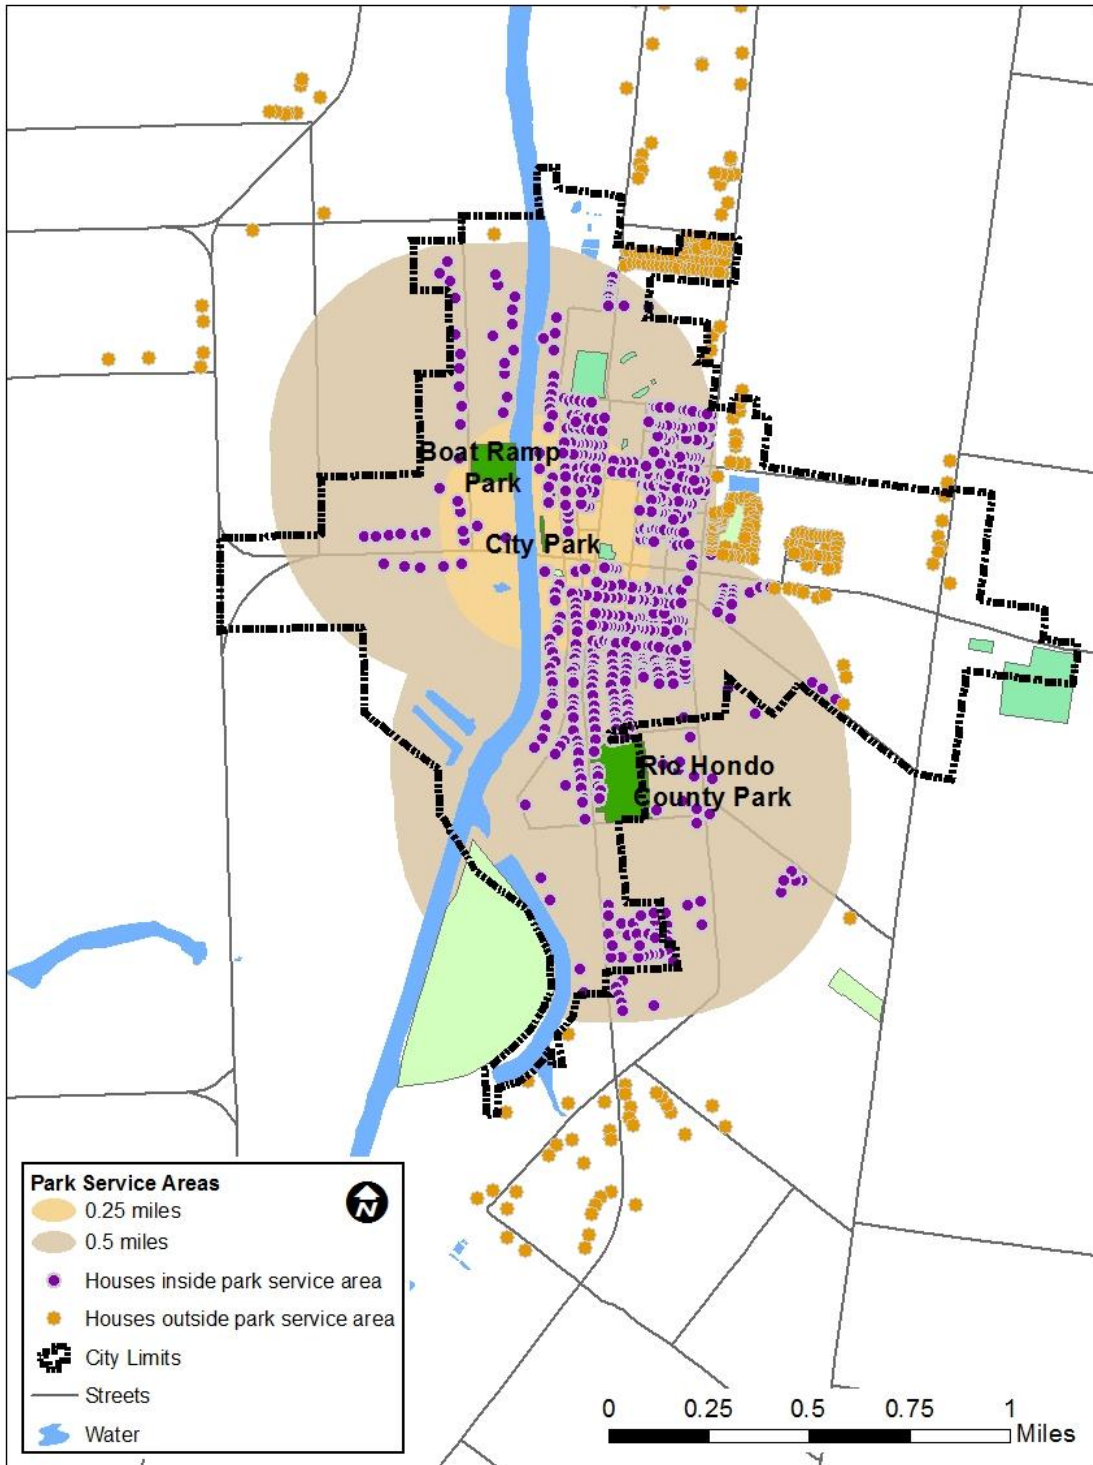 Boat Ramp
Park
City Park
Rio Hondo
County Park
Park Service Areas
0.25 miles
N
0.5 miles
Houses inside park service area
Houses outside park service area
City Limits
Streets
Water
0 0.25 0.5 0.75 1
Miles